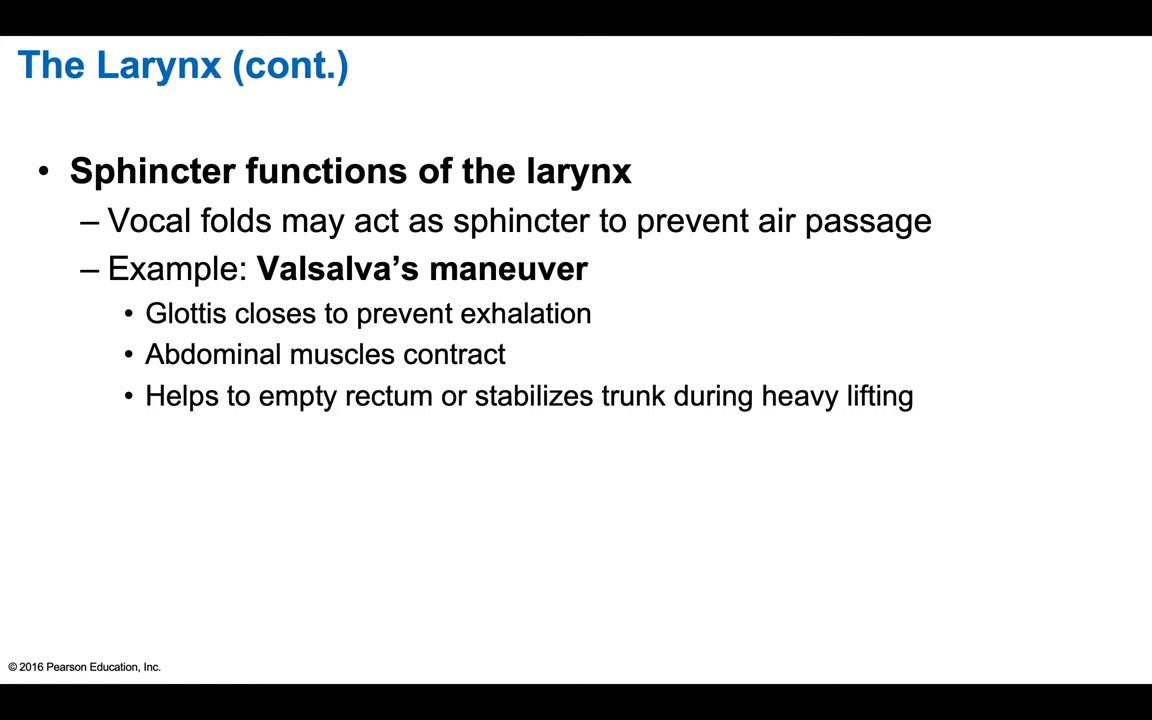 The Larynx (cont.)
• Sphincter functions of the larynx
– Vocal folds may act as sphincter to prevent air passage
– Example: Valsalva’s maneuver
• Glottis closes to prevent exhalation
• Abdominal muscles contract
• Helps to empty rectum or stabilizes trunk during heavy lifting
© 2016 Pearson Education, Inc.